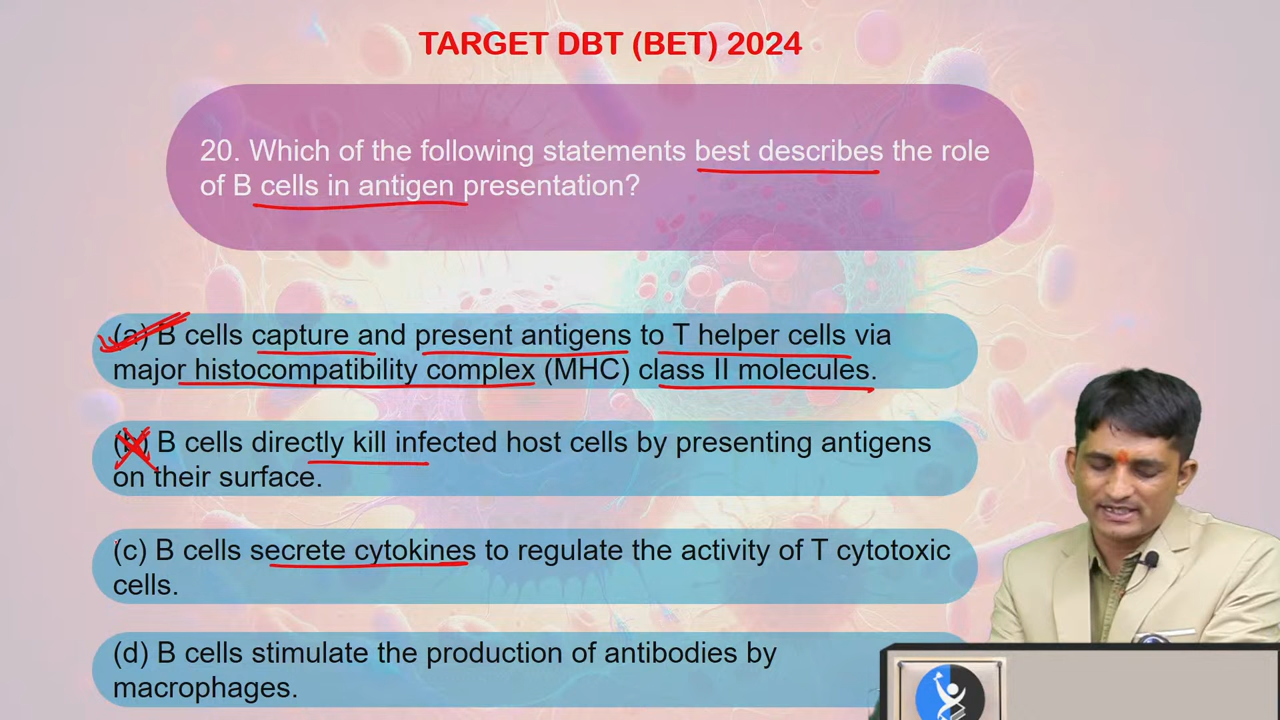 TARGET DBT (BET) 2024
20. Which of the following statements best describes the role
of B cells in antigen presentation?
(a) B cells capture and present antigens to T helper cells via
major histocompatibility complex (MHC) class II molecules.
(b) B cells directly kill infected host cells by presenting antigens
on their surface.
(c) B cells secrete cytokines to regulate the activity of T cytotoxic
cells.
(d) B cells stimulate the production of antibodies by
macrophages.